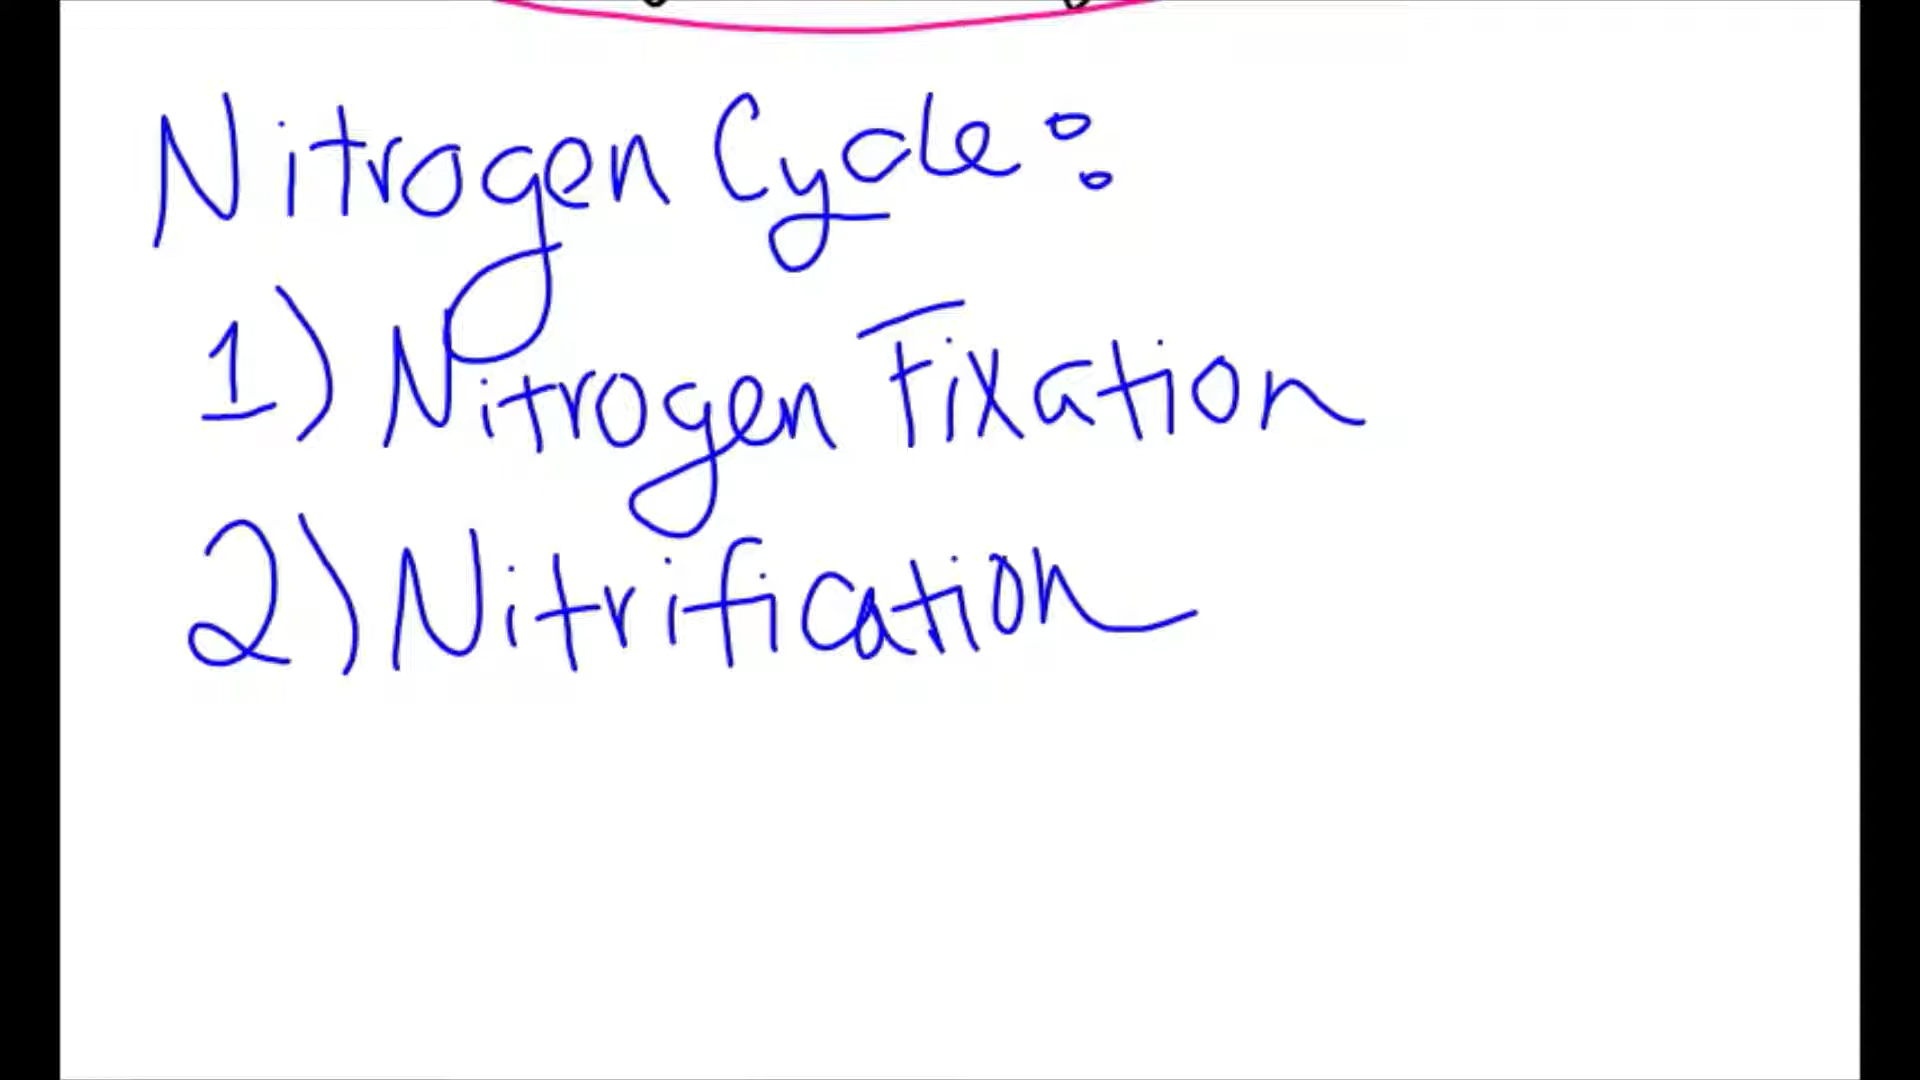 Nitrogen Cycle:
1) Nitrogen Fixation
2) Nitrification